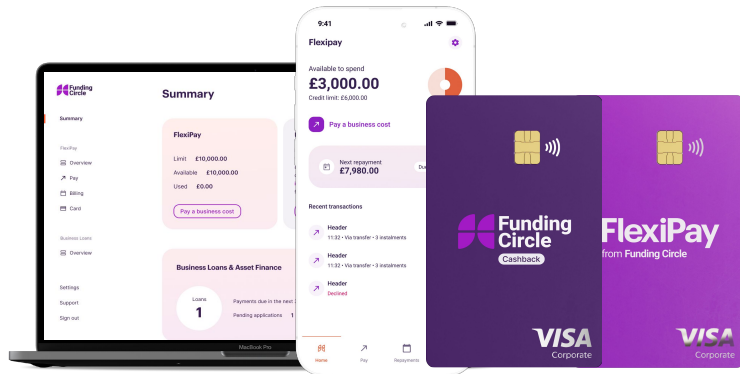 Funding
Circle
Summary
Summary
FlexiPay
Overview
Pay
Billing
Card
Business Loans
Overview
Settings
Support
Sign out
FlexiPay
Limit £10,000.00
Available £10,000.00
Used £0.00
Pay a business cost
Business Loans & Asset Finance
Loans
1
Payments due in the next
Pending applications 1
MacBook Pro
9:41
Flexipay
Available to spend
£3,000.00
Credit limit: £6,000.00
Pay a business cost
Next repayment
£7,980.00
Recent transactions
Header
11:32 • Via transfer • 3 instalments
Header
11:32 • Via transfer • 3 instalments
Header
Declined
Home
Pay
Repayments
Funding
Circle
Cashback
VISA
Corporate
FlexiPay
from Funding Circle
VISA
Corporate